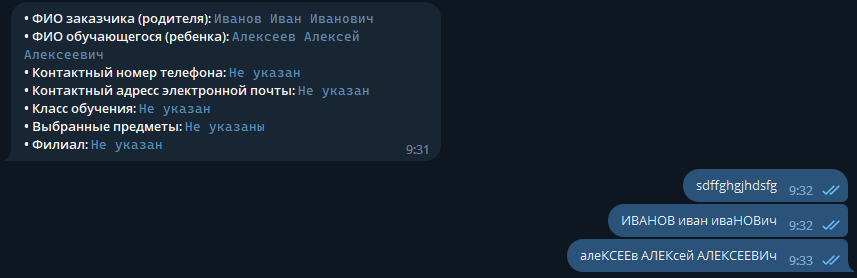 • ФИО заказчика (родителя): Иванов Иван Иванович
• ФИО обучающегося (ребенка): Алексеев Алексей
Алексеевич
• Контактный номер телефона: Не указан
• Контактный адресс электронной почты: Не указан
• Класс обучения: Не указан
• Выбранные предметы: Не указаны
• Филиал: Не указан
9:31
sdffghgjhdsfg 9:32
ИВАНОВ иван иваНОВич 9:32
алеКСЕЕв АЛЕКсей АЛЕКСЕЕВИч 9:33